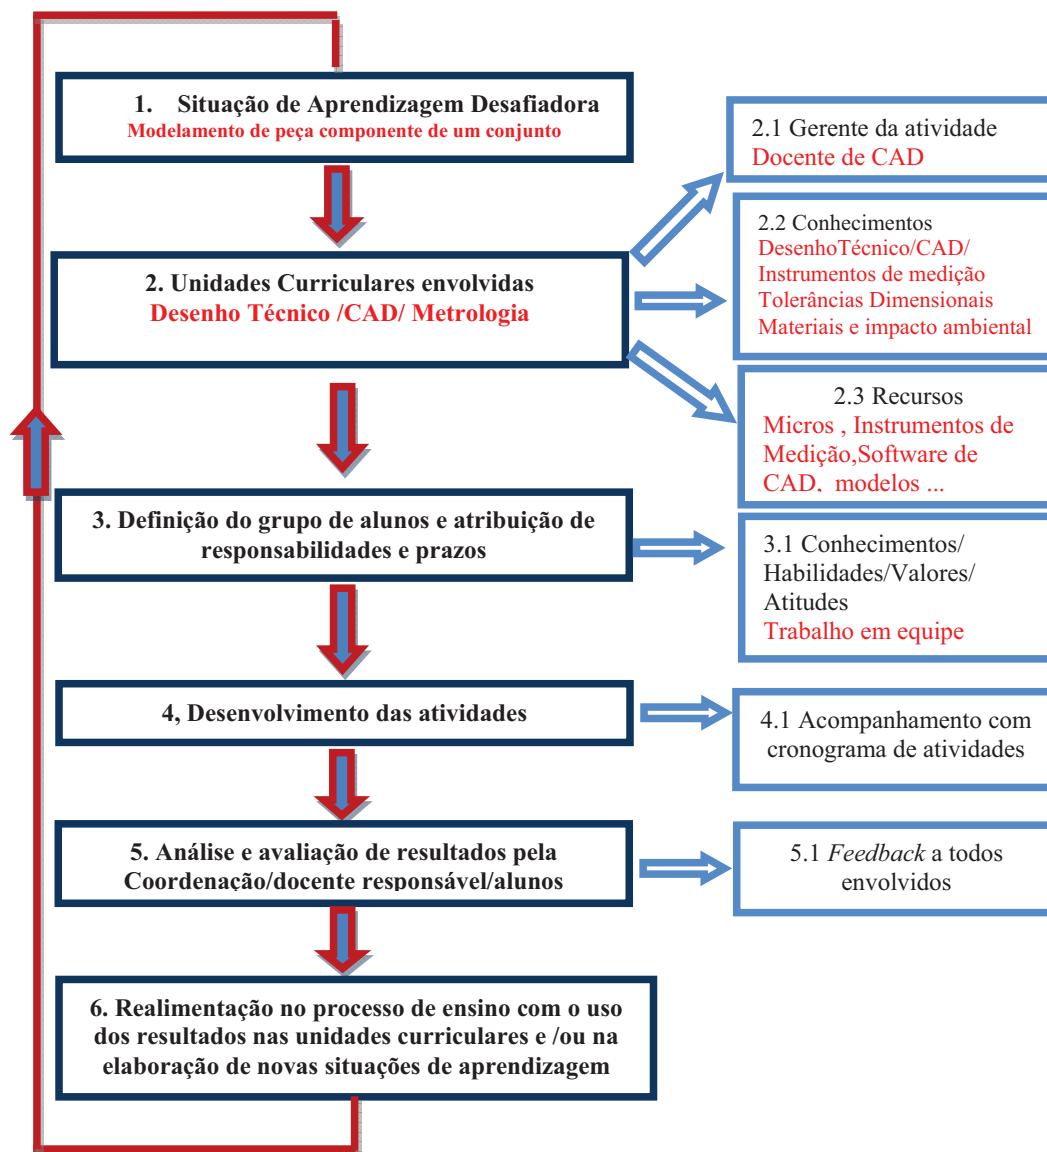 1. Situação de Aprendizagem Desafiadora
Modelamento de peça componente de um conjunto
2.1 Gerente da atividade
Docente de CAD
2. Unidades Curriculares envolvidas
Desenho Técnico /CAD/ Metrologia
2.2 Conhecimentos
DesenhoTécnico/CAD/
Instrumentos de medição
Tolerâncias Dimensionais
Materiais e impacto ambiental
2.3 Recursos
Micros , Instrumentos de
Medição,Software de
CAD, modelos ...
3. Definição do grupo de alunos e atribuição de
responsabilidades e prazos
3.1 Conhecimentos/
Habilidades/Valores/
Atitudes
Trabalho em equipe
4, Desenvolvimento das atividades
4.1 Acompanhamento com
cronograma de atividades
5. Análise e avaliação de resultados pela
Coordenação/docente responsável/alunos
5.1 Feedback a todos
envolvidos
6. Realimentação no processo de ensino com o uso
dos resultados nas unidades curriculares e /ou na
elaboração de novas situações de aprendizagem